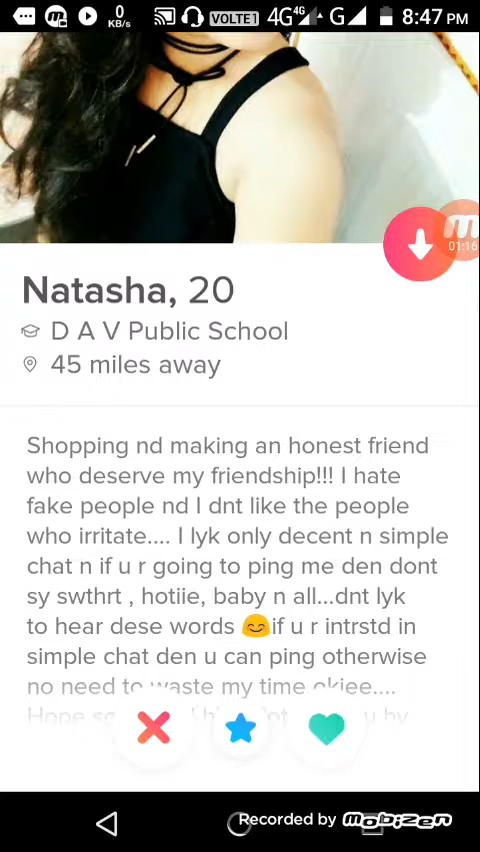 0
KB/s
VOLTE1 4G 4G G 8:47 PM
01:16
Natasha, 20
D A V Public School
45 miles away
Shopping nd making an honest friend
who deserve my friendship!!! I hate
fake people nd I dnt like the people
who irritate.... I lyk only decent n simple
chat n if u r going to ping me den dont
sy swthrt , hotiie, baby n all...dnt lyk
to hear dese words 😊if u r intrstd in
simple chat den u can ping otherwise
no need to waste my time okiee....
Hope
Recorded by Mobizen